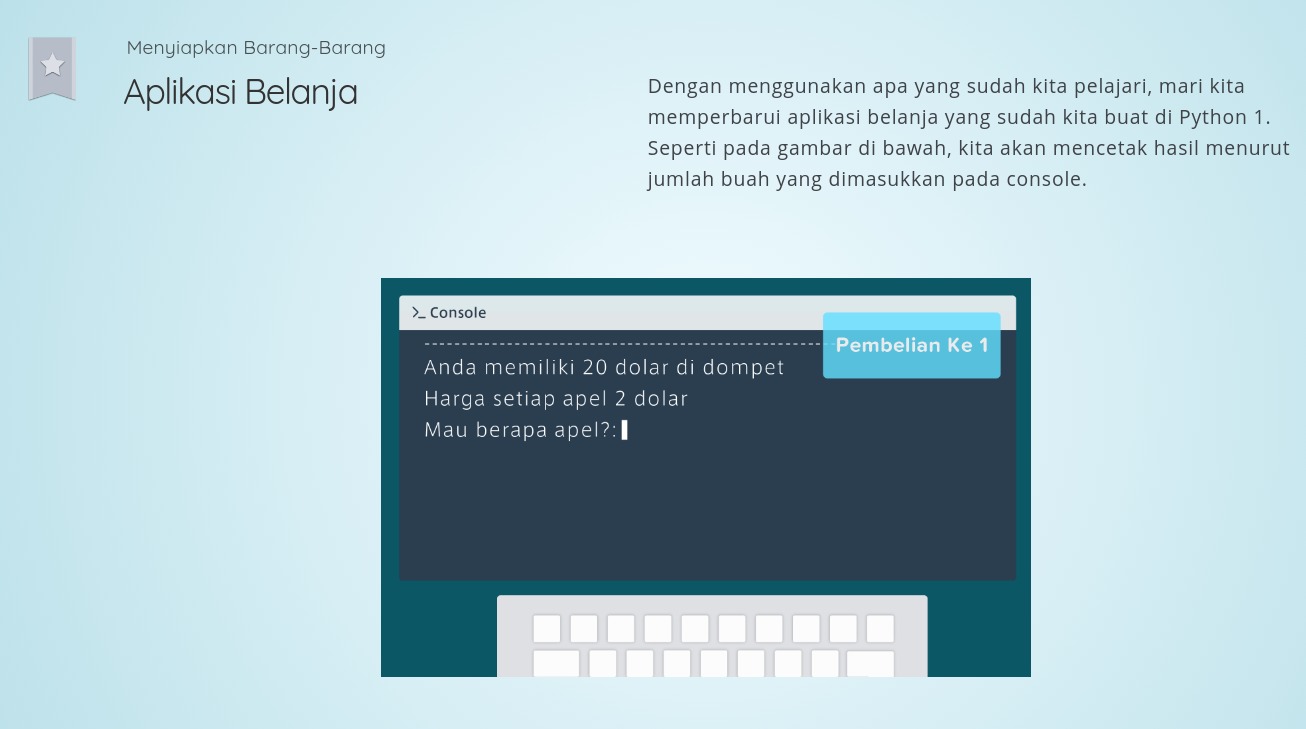 Menyiapkan Barang-Barang
Aplikasi Belanja
Dengan menggunakan apa yang sudah kita pelajari, mari kita
memperbarui aplikasi belanja yang sudah kita buat di Python 1.
Seperti pada gambar di bawah, kita akan mencetak hasil menurut
jumlah buah yang dimasukkan pada console.
>_ Console
Pembelian Ke 1
--------------------------------------------------------
Anda memiliki 20 dolar di dompet
Harga setiap apel 2 dolar
Mau berapa apel?: